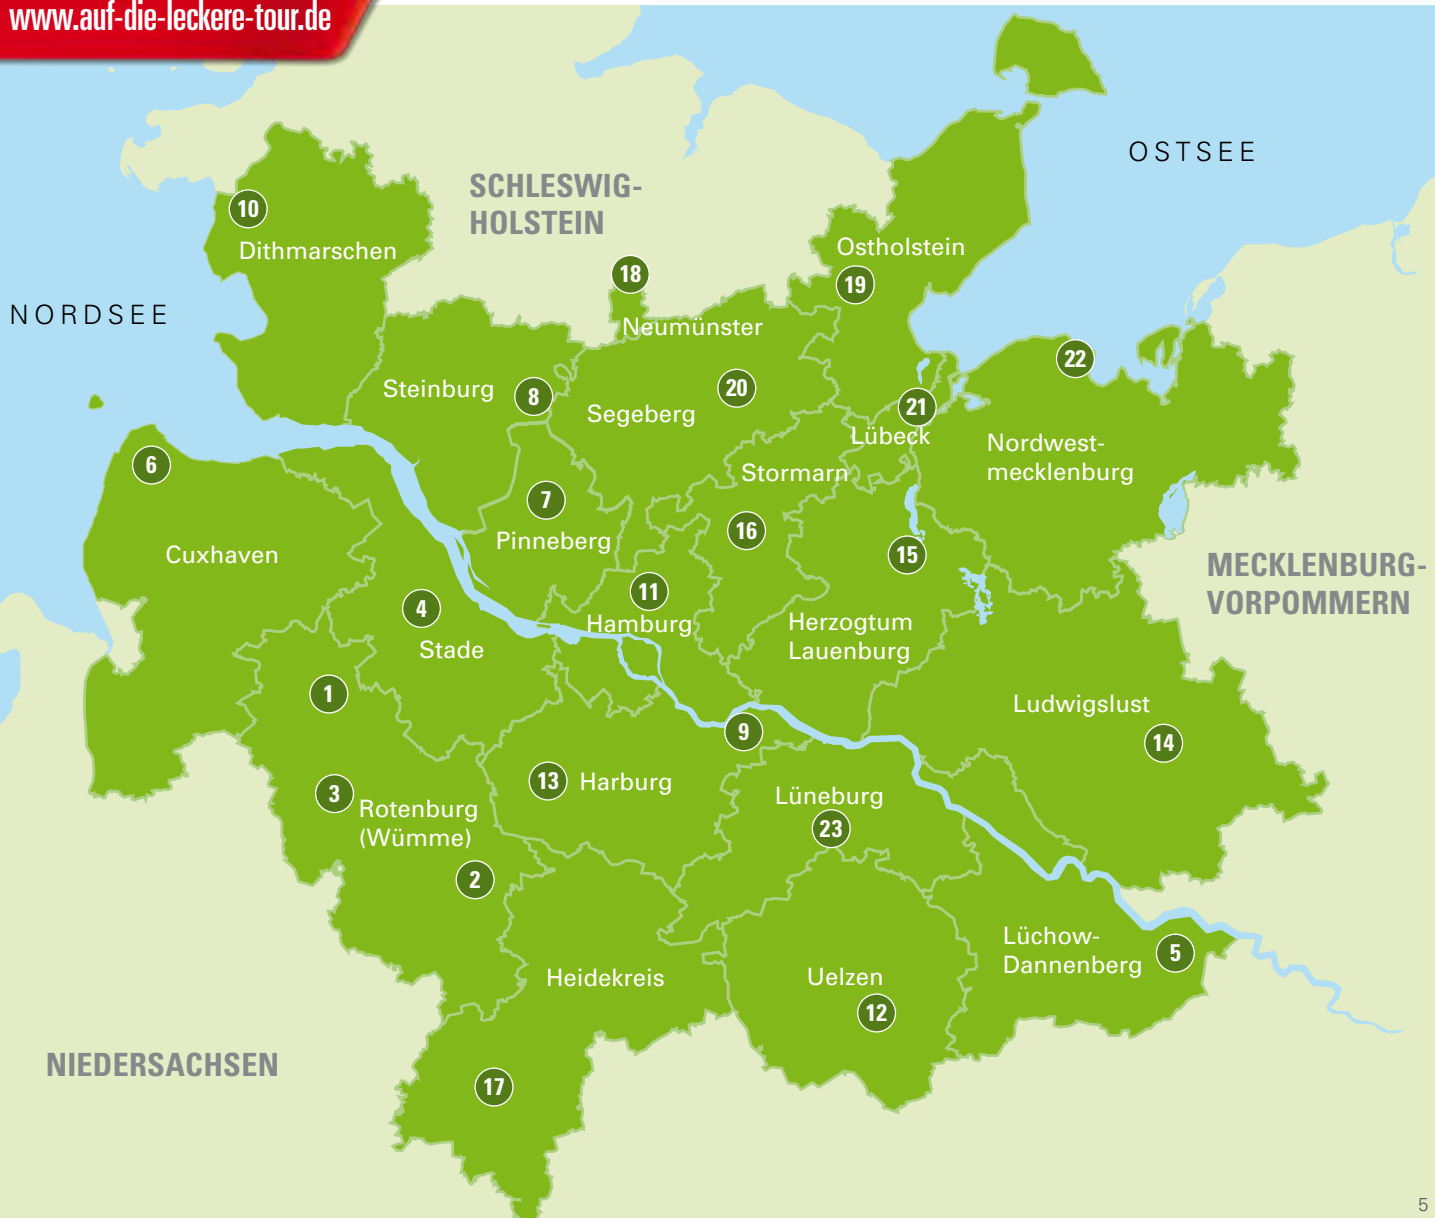 www.auf-die-leckere-tour.de
OSTSEE
SCHLESWIG-
HOLSTEIN
10
Dithmarschen
Ostholstein
18
19
NORDSEE
Neumünster
22
Steinburg
8
20
Segeberg
21
Lübeck
Nordwest-
mecklenburg
6
Stormarn
7
16
Pinneberg
Cuxhaven
15
MECKLENBURG-
VORPOMMERN
11
4
Hamburg
Herzogtum
Lauenburg
Stade
1
Ludwigslust
9
14
13
Harburg
3
Rotenburg
(Wümme)
Lüneburg
23
2
Lüchow-
Dannenberg
5
Heidekreis
Uelzen
12
NIEDERSACHSEN
17
5